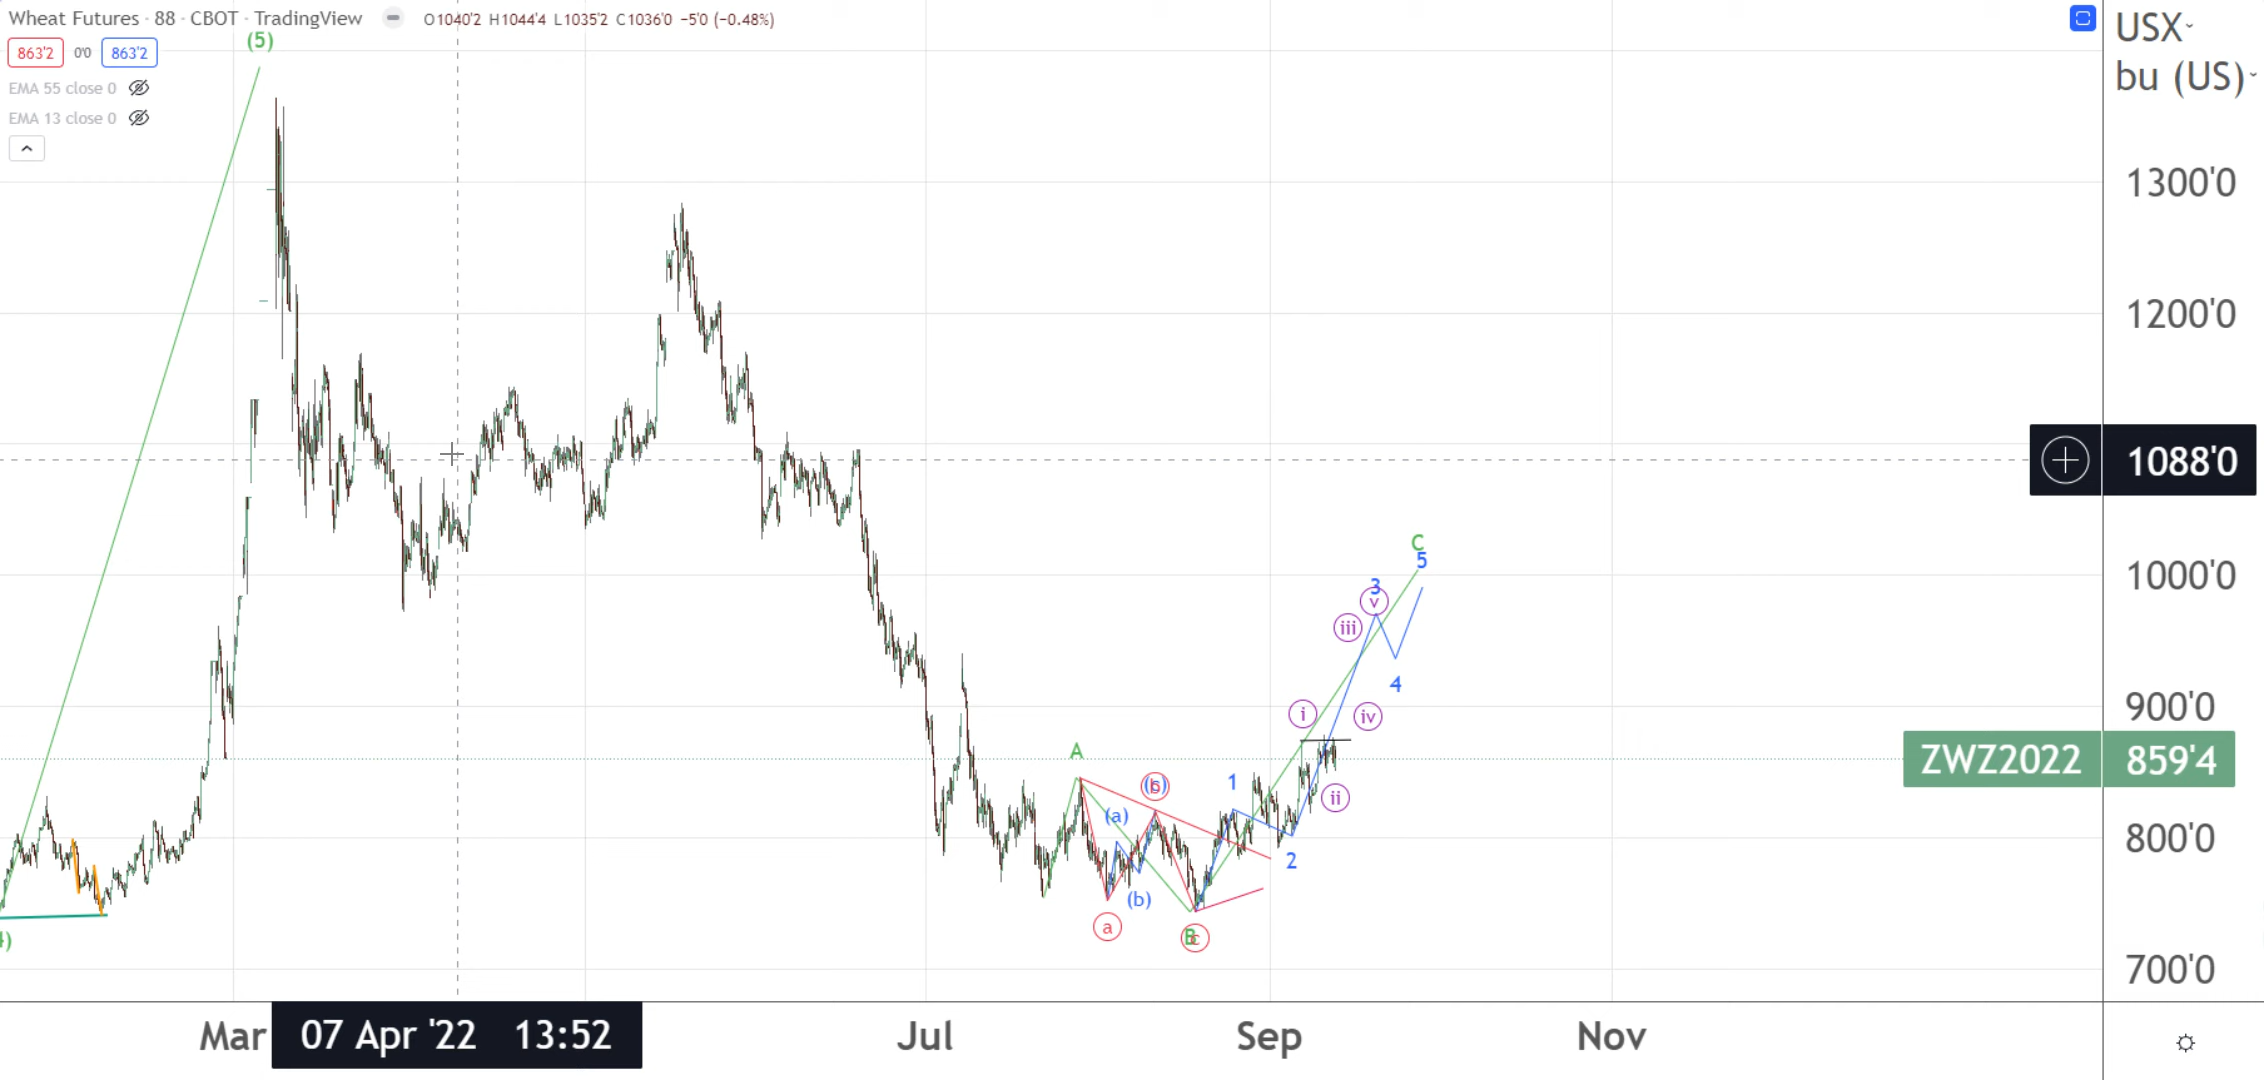 Wheat Futures · 88 · CBOT · TradingView O1040'2 H1044'4 L1035'2 C1036'0 −5'0 (−0.48%)
USX
bu (US)
(5)
863'2 0'0 863'2
EMA 55 close 0
EMA 13 close 0
1300'0
1200'0
1088'0
C
5
1000'0
3
v
iii
4
900'0
i
iv
A
ZWZ2022 859'4
1
(a)
ii
800'0
2
(b)
a
B
c
4)
700'0
Mar 07 Apr '22 13:52 Jul Sep Nov